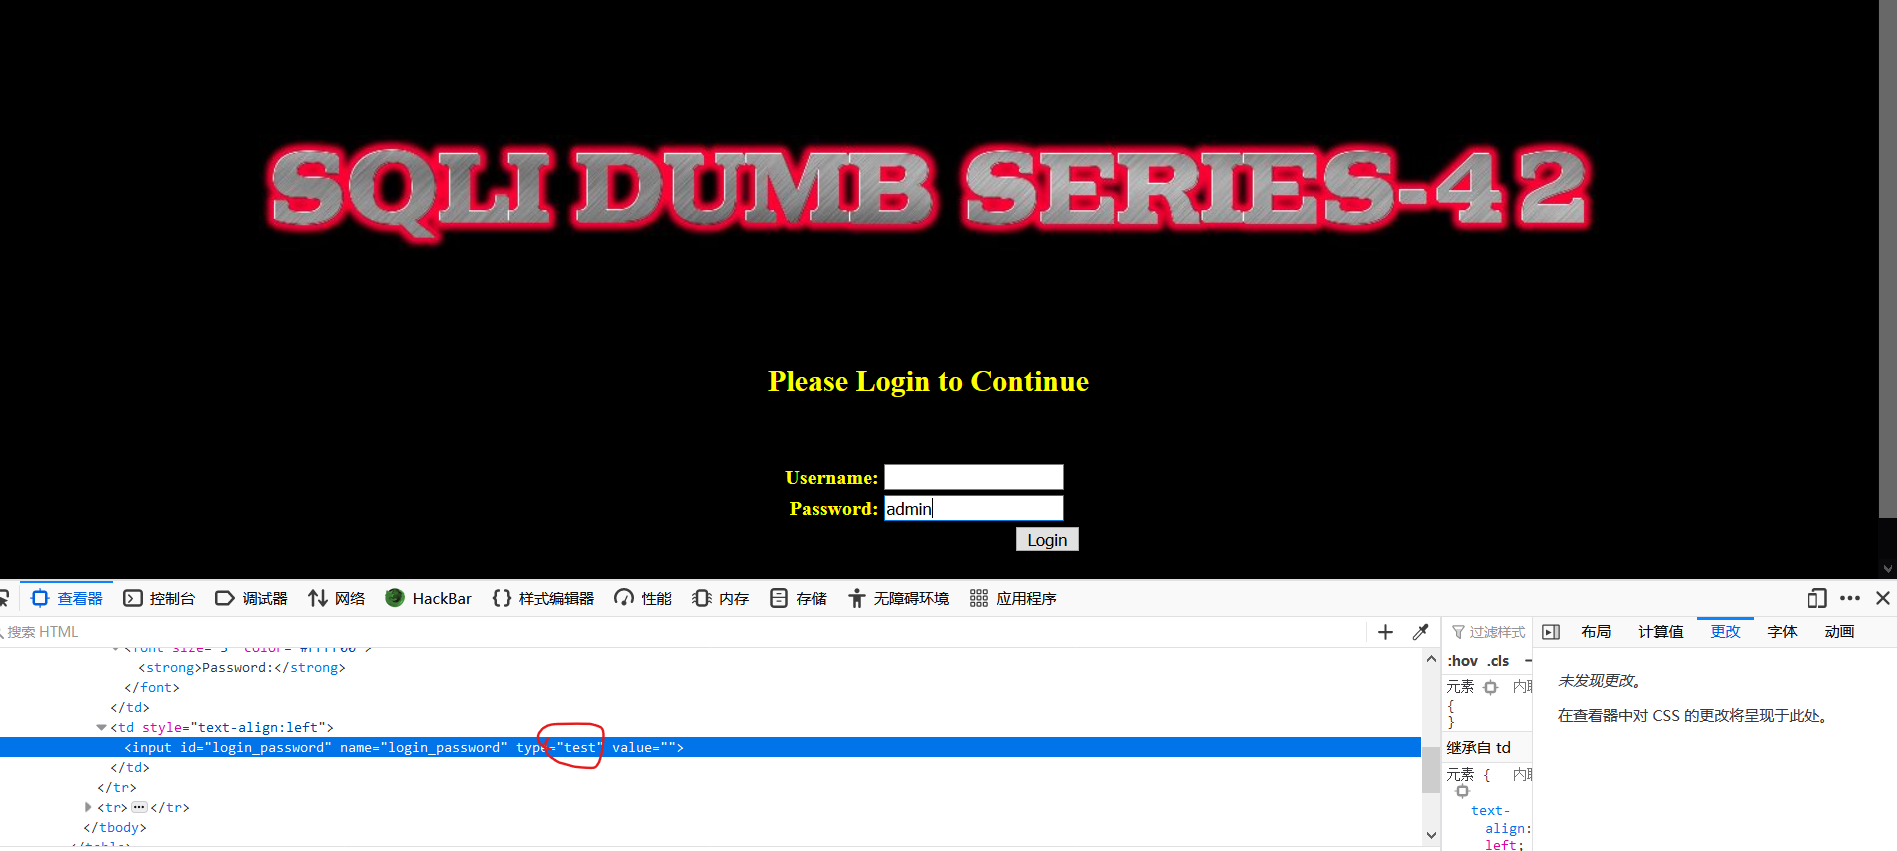 SQLI DUMB SERIES-42
Please Login to Continue
Username:
Password: admin
Login
查看器 控制台 调试器 网络 HackBar 样式编辑器 性能 内存 存储 无障碍环境 应用程序
搜索 HTML
过滤样式
布局 计算值 更改 字体 动画
:hov .cls
<strong>Password:</strong>
</font>
</td>
<td style="text-align:left">
<input id="login_password" name="login_password" type="test" value="">
</td>
</tr>
<tr>···</tr>
</tbody>
元素 内联
{
}
继承自 td
元素 { 内联
text-
align:
left;
未发现更改。
在查看器中对 CSS 的更改将呈现于此处。